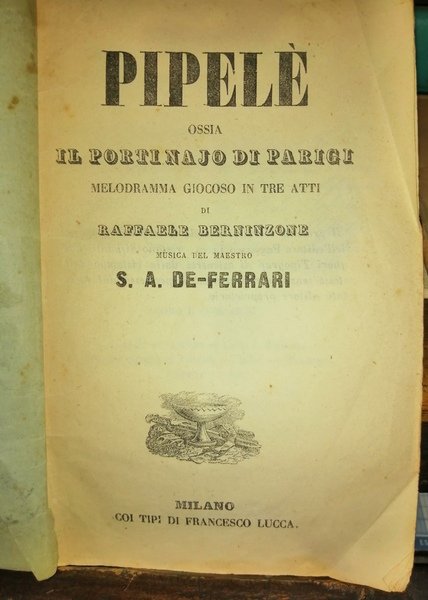 PIPELÈ
OSSIA
IL PORTINAJO DI PARIGI
MELODRAMMA GIOCOSO IN TRE ATTI
DI
RAFFAELE BERNINZONE
MUSICA DEL MAESTRO
S. A. DE-FERRARI
MILANO
COI TIPI DI FRANCESCO LUCCA.